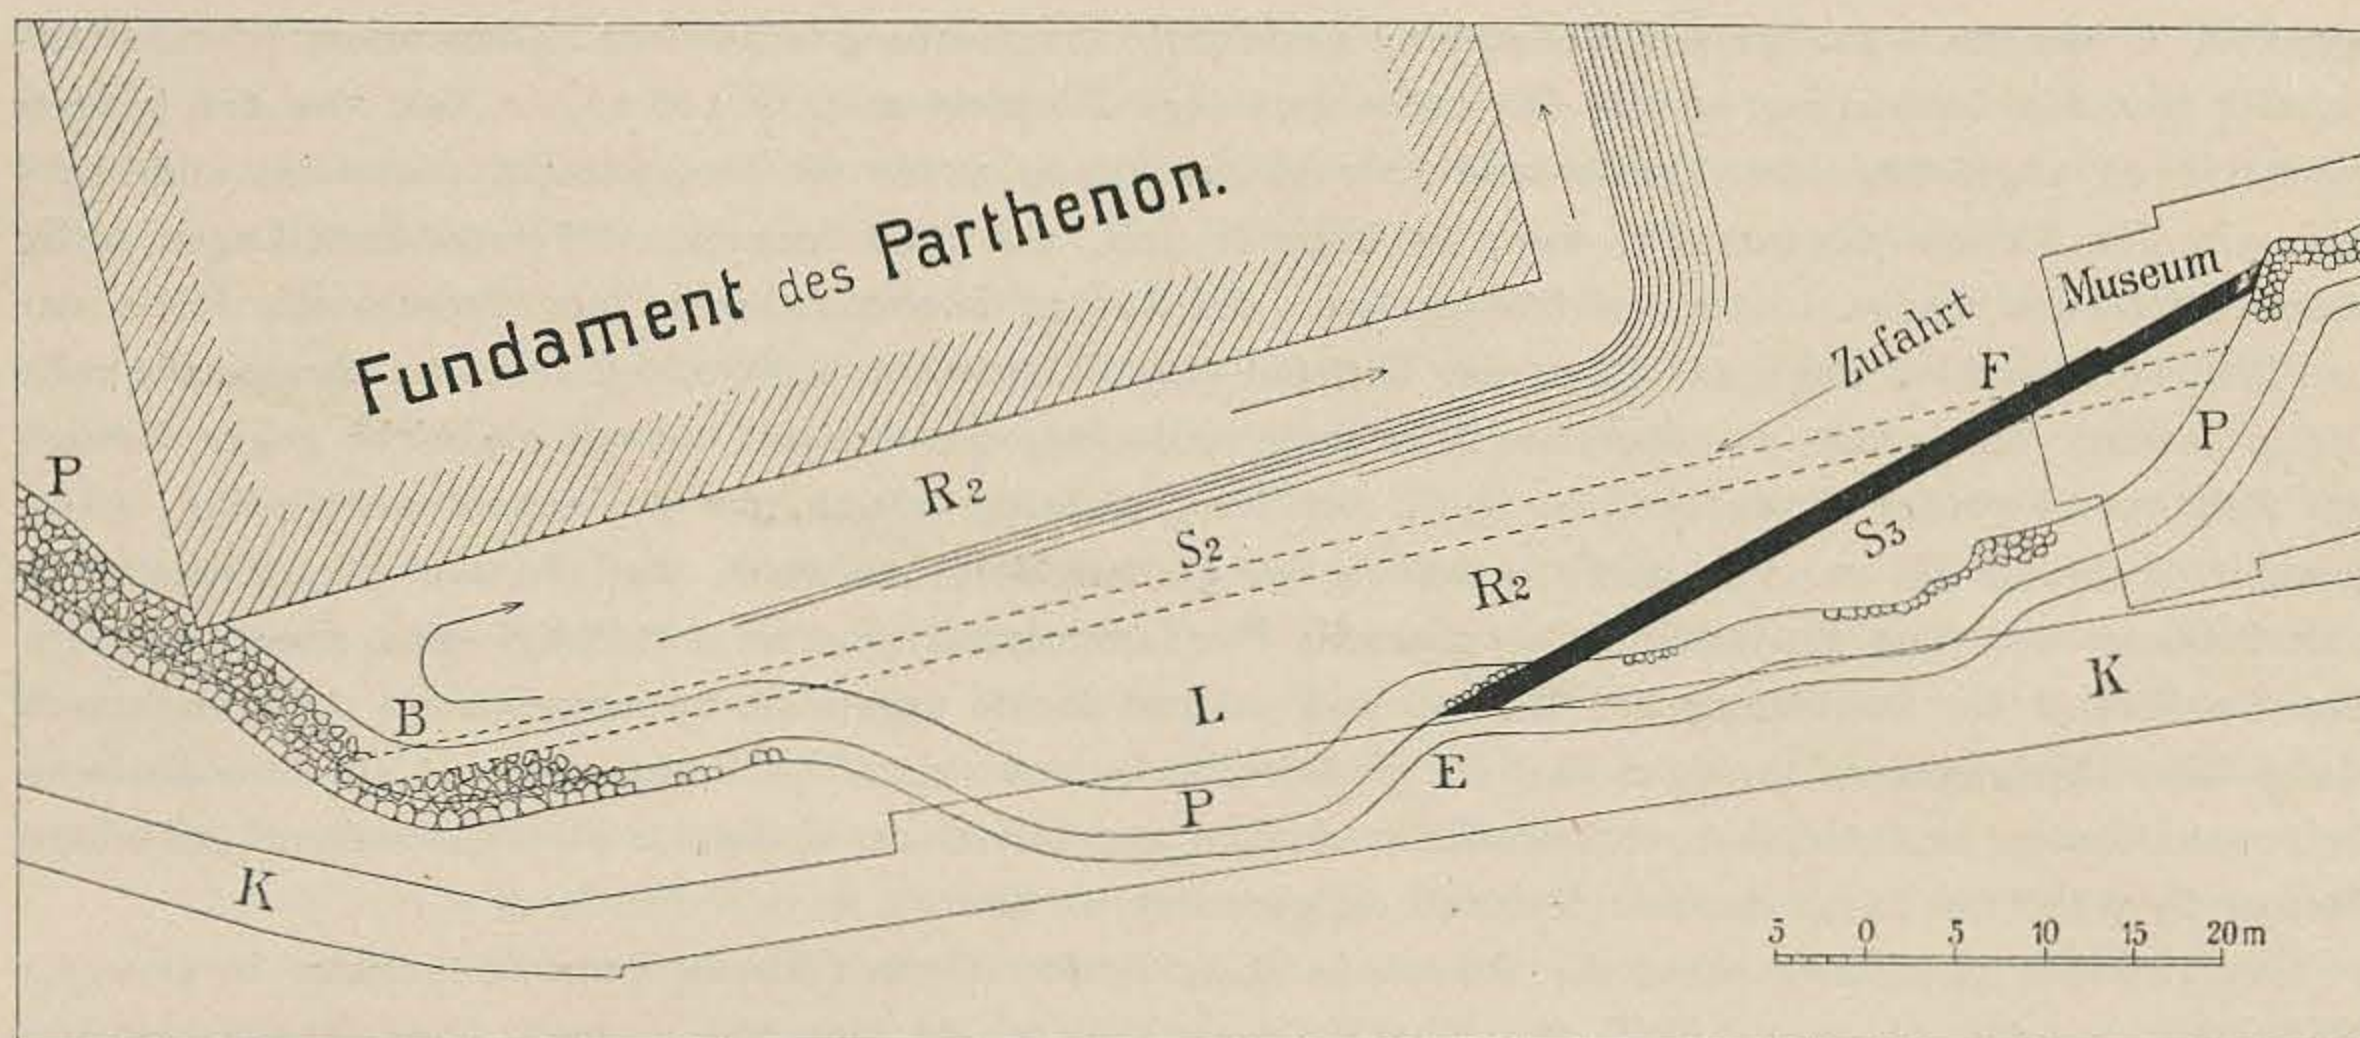 Fundament des Parthenon.
Museum
Zufahrt
F
P
R2
P
S2
S3
R2
B
L
K
E
P
K
5 0 5 10 15 20m